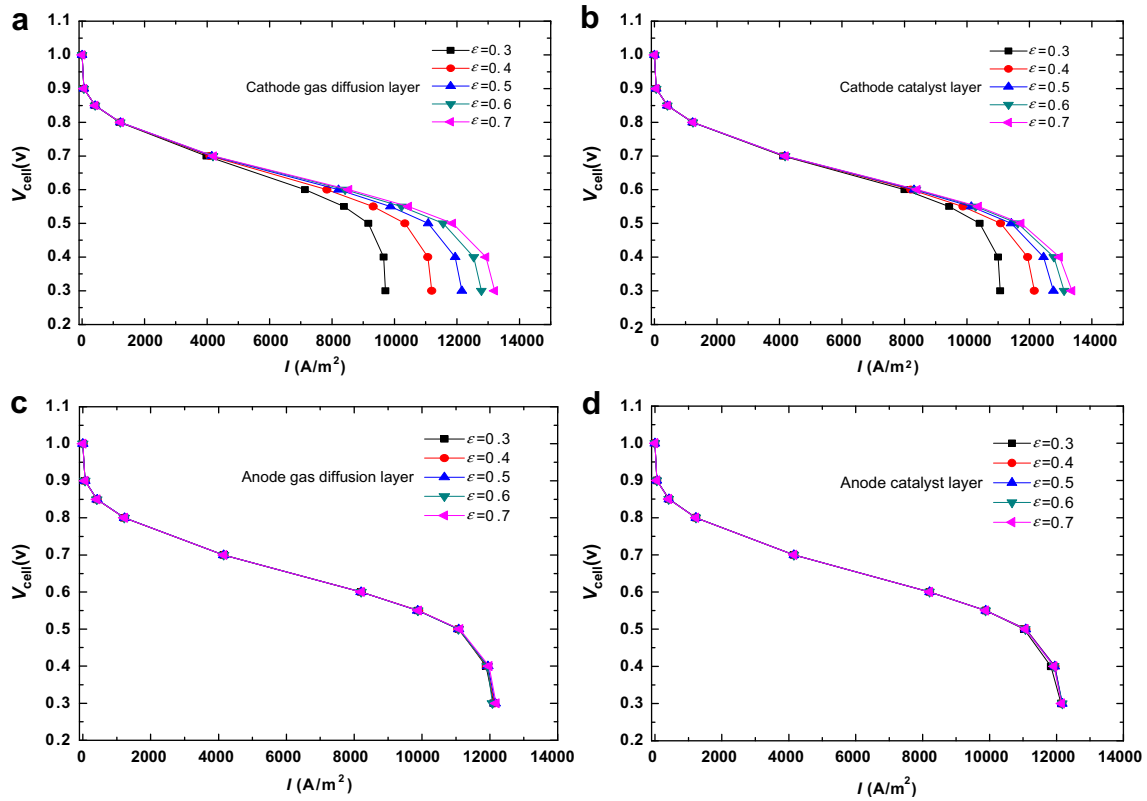 a
1.1
1.0
0.9
0.8
0.7
0.6
0.5
0.4
0.3
0.2
V_cell(v)
0 2000 4000 6000 8000 10000 12000 14000
I (A/m²)
Cathode gas diffusion layer
ε=0.3
ε=0.4
ε=0.5
ε=0.6
ε=0.7
b
1.1
1.0
0.9
0.8
0.7
0.6
0.5
0.4
0.3
0.2
V_cell(v)
0 2000 4000 6000 8000 10000 12000 14000
I (A/m²)
Cathode catalyst layer
ε=0.3
ε=0.4
ε=0.5
ε=0.6
ε=0.7
c
1.1
1.0
0.9
0.8
0.7
0.6
0.5
0.4
0.3
0.2
V_cell(v)
0 2000 4000 6000 8000 10000 12000 14000
I (A/m²)
Anode gas diffusion layer
ε=0.3
ε=0.4
ε=0.5
ε=0.6
ε=0.7
d
1.1
1.0
0.9
0.8
0.7
0.6
0.5
0.4
0.3
0.2
V_cell(v)
0 2000 4000 6000 8000 10000 12000 14000
I (A/m²)
Anode catalyst layer
ε=0.3
ε=0.4
ε=0.5
ε=0.6
ε=0.7